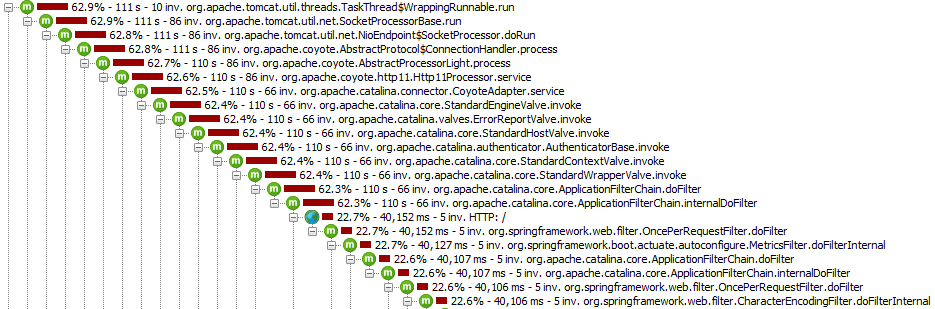 62.9% - 111 s - 10 inv. org.apache.tomcat.util.threads.TaskThread$WrappingRunnable.run
62.9% - 111 s - 86 inv. org.apache.tomcat.util.net.SocketProcessorBase.run
62.8% - 111 s - 86 inv. org.apache.tomcat.util.net.NioEndpoint$SocketProcessor.doRun
62.8% - 111 s - 86 inv. org.apache.coyote.AbstractProtocol$ConnectionHandler.process
62.7% - 110 s - 86 inv. org.apache.coyote.AbstractProcessorLight.process
62.6% - 110 s - 86 inv. org.apache.coyote.http11.Http11Processor.service
62.5% - 110 s - 66 inv. org.apache.catalina.connector.CoyoteAdapter.service
62.4% - 110 s - 66 inv. org.apache.catalina.core.StandardEngineValve.invoke
62.4% - 110 s - 66 inv. org.apache.catalina.valves.ErrorReportValve.invoke
62.4% - 110 s - 66 inv. org.apache.catalina.core.StandardHostValve.invoke
62.4% - 110 s - 66 inv. org.apache.catalina.authenticator.AuthenticatorBase.invoke
62.4% - 110 s - 66 inv. org.apache.catalina.core.StandardContextValve.invoke
62.4% - 110 s - 66 inv. org.apache.catalina.core.StandardWrapperValve.invoke
62.3% - 110 s - 66 inv. org.apache.catalina.core.ApplicationFilterChain.doFilter
62.3% - 110 s - 66 inv. org.apache.catalina.core.ApplicationFilterChain.internalDoFilter
22.7% - 40,152 ms - 5 inv. HTTP: /
22.7% - 40,152 ms - 5 inv. org.springframework.web.filter.OncePerRequestFilter.doFilter
22.7% - 40,127 ms - 5 inv. org.springframework.boot.actuate.autoconfigure.MetricsFilter.doFilterInternal
22.6% - 40,107 ms - 5 inv. org.apache.catalina.core.ApplicationFilterChain.doFilter
22.6% - 40,107 ms - 5 inv. org.apache.catalina.core.ApplicationFilterChain.internalDoFilter
22.6% - 40,106 ms - 5 inv. org.springframework.web.filter.OncePerRequestFilter.doFilter
22.6% - 40,106 ms - 5 inv. org.springframework.web.filter.CharacterEncodingFilter.doFilterInternal